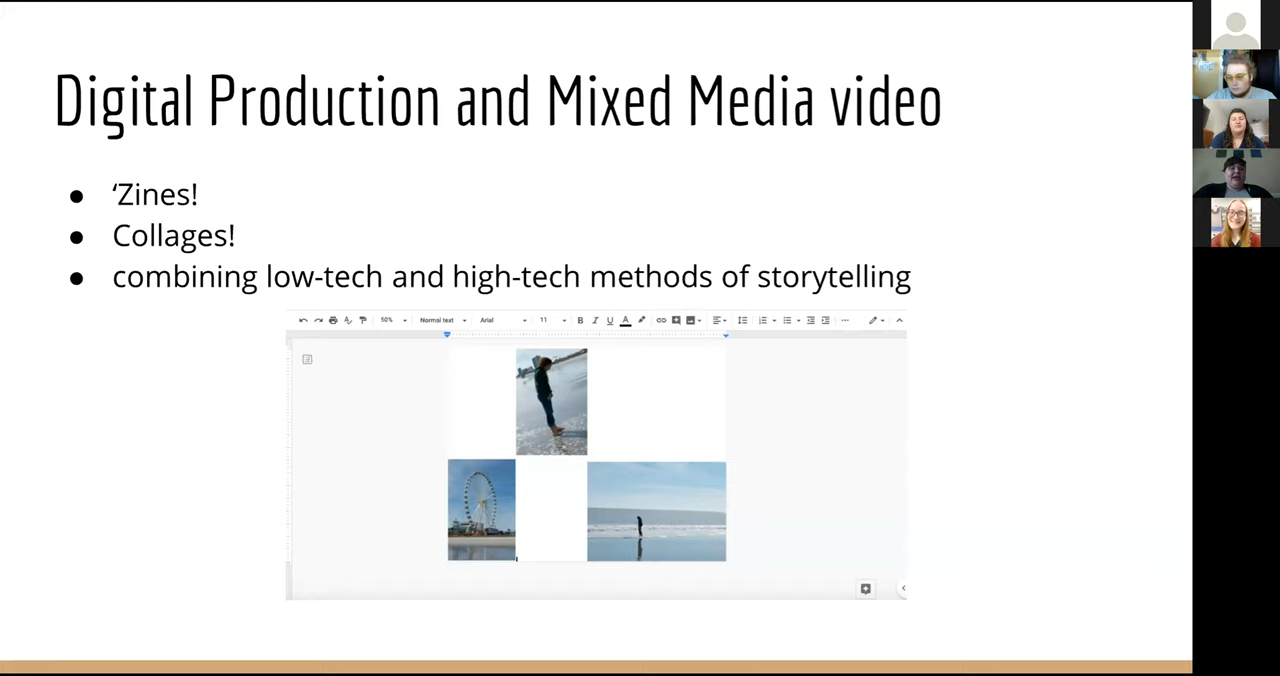 Digital Production and Mixed Media video
● ‘Zines!
● Collages!
● combining low-tech and high-tech methods of storytelling
50% Normal text Arial 11 B I U A